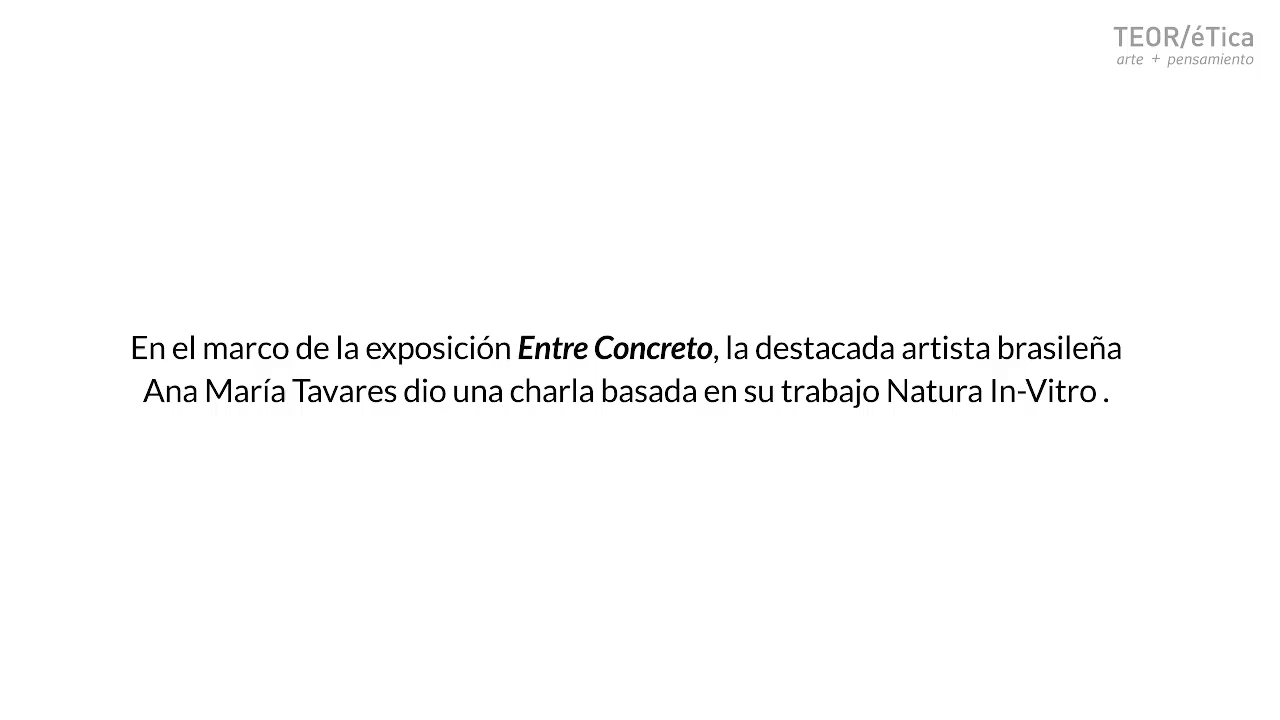 TEOR/éTica
arte + pensamiento
En el marco de la exposición Entre Concreto, la destacada artista brasileña
Ana María Tavares dio una charla basada en su trabajo Natura In-Vitro .